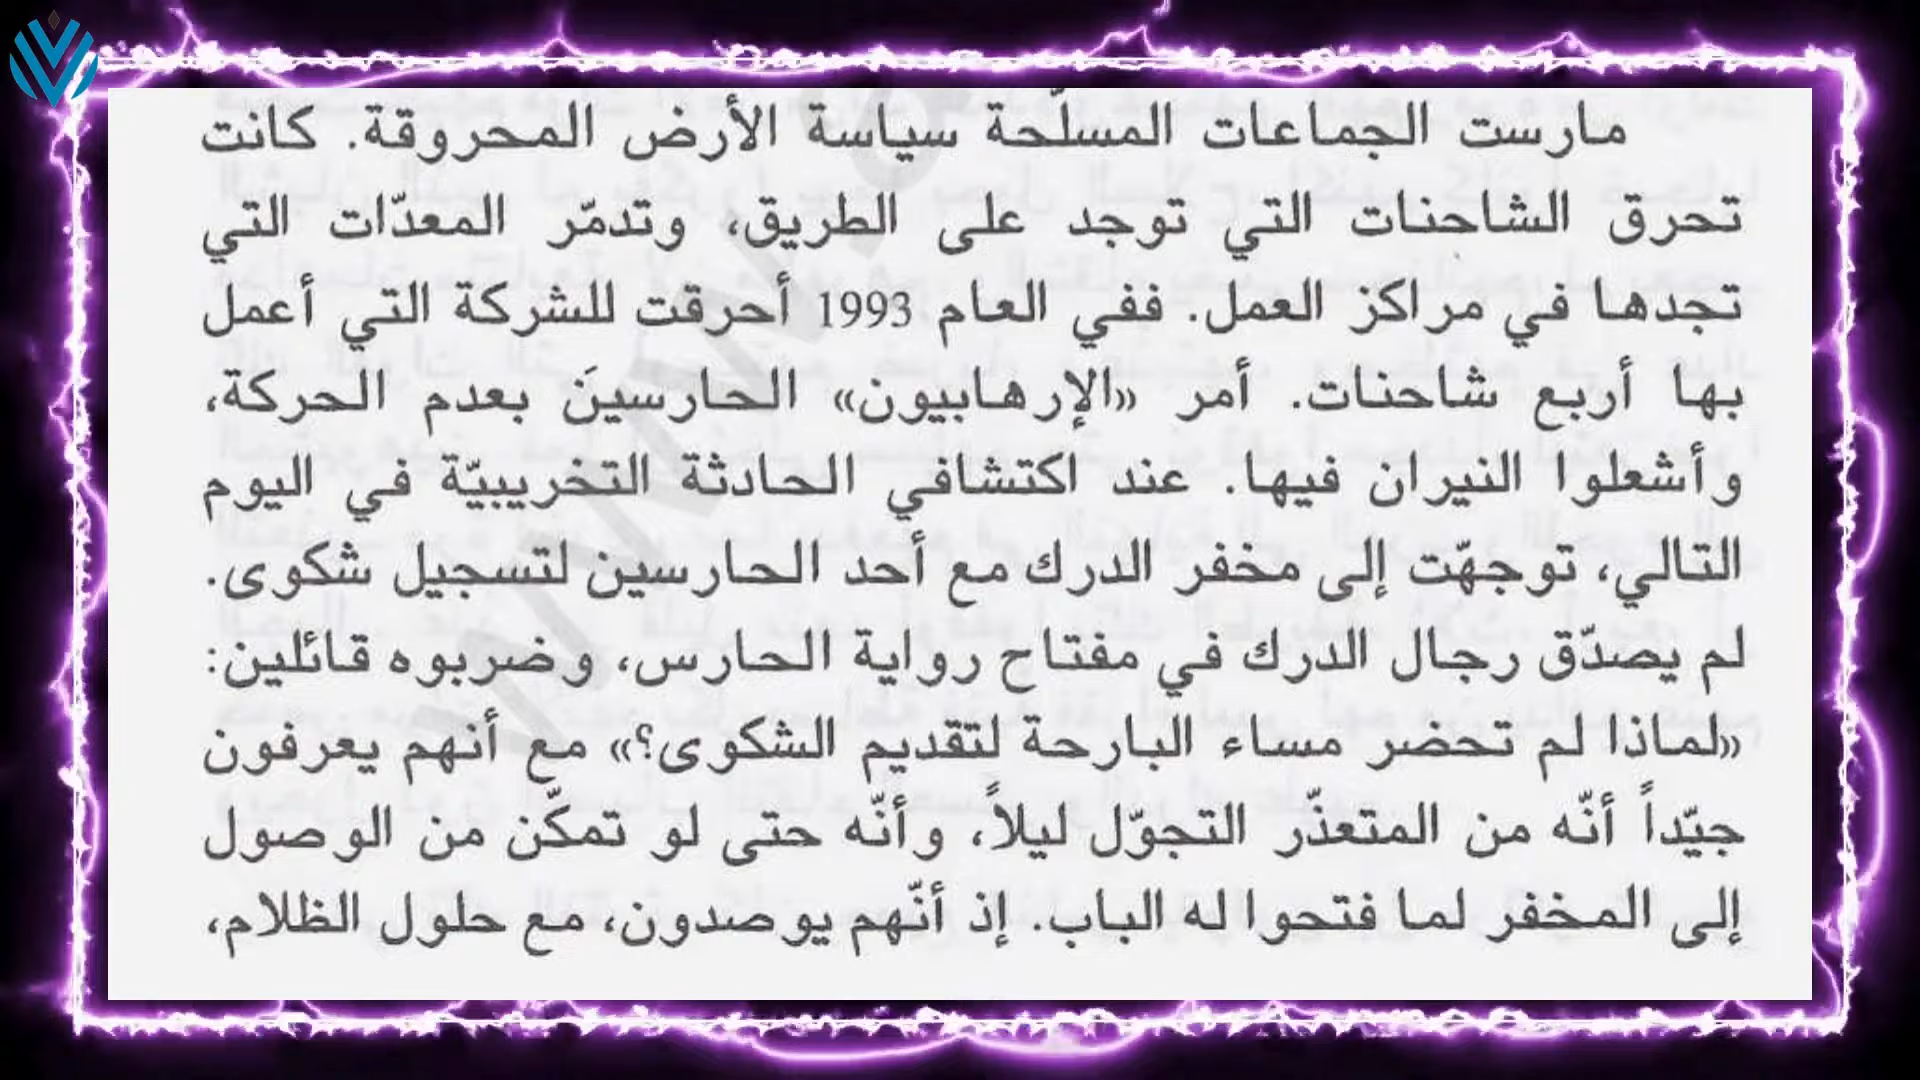 مارست الجماعات المسلّحة سياسة الأرض المحروقة. كانت
تحرق الشاحنات التي توجد على الطريق، وتدمّر المعدّات التي
تجدها في مراكز العمل. ففي العام 1993 أحرقت للشركة التي أعمل
بها أربع شاحنات. أمر «الإرهابيون» الحارسينَ بعدم الحركة،
وأشعلوا النيران فيها. عند اكتشافي الحادثة التخريبيّة في اليوم
التالي، توجهّت إلى مخفر الدرك مع أحد الحارسين لتسجيل شكوى.
لم يصدّق رجال الدرك في مفتاح رواية الحارس، وضربوه قائلين:
«لماذا لم تحضر مساء البارحة لتقديم الشكوى؟» مع أنهم يعرفون
جيّداً أنّه من المتعذّر التجوّل ليلاً، وأنّه حتى لو تمكّن من الوصول
إلى المخفر لما فتحوا له الباب. إذ أنّهم يوصدون، مع حلول الظلام،